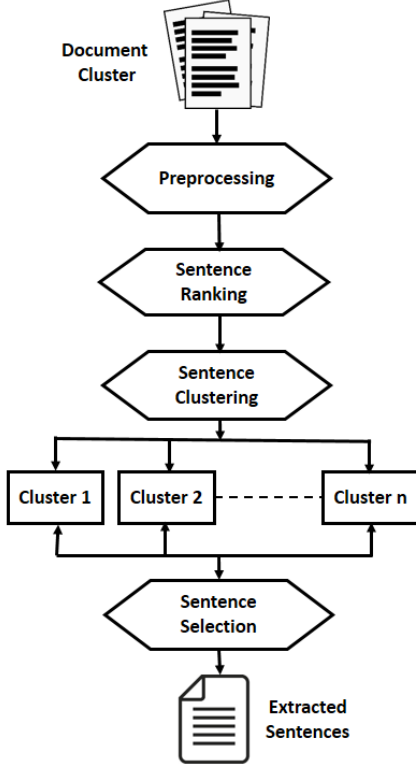 Document
Cluster
Preprocessing
Sentence
Ranking
Sentence
Clustering
Cluster 1
Cluster 2
Cluster n
Sentence
Selection
Extracted
Sentences